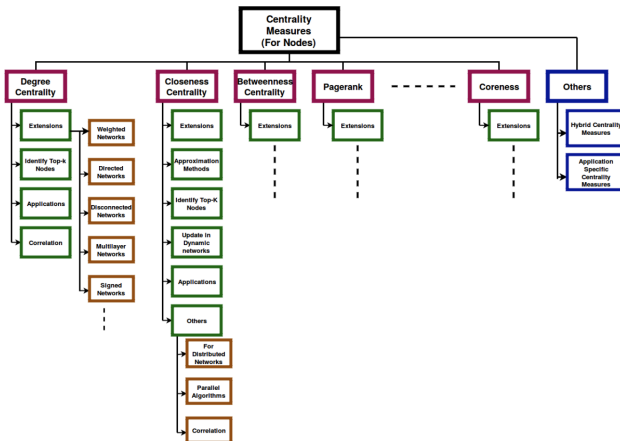 Centrality
Measures
(For Nodes)
Degree
Centrality
Closeness
Centrality
Betweenness
Centrality
Pagerank
Coreness
Others
Extensions
Identify Top-k
Nodes
Applications
Correlation
Weighted
Networks
Directed
Networks
Disconnected
Networks
Multilayer
Networks
Signed
Networks
Extensions
Approximation
Methods
Identify Top-K
Nodes
Update in
Dynamic
networks
Applications
Others
For
Distributed
Networks
Parallel
Algorithms
Correlation
Extensions
Extensions
Extensions
Hybrid Centrality
Measures
Application
Specific
Centrality
Measures